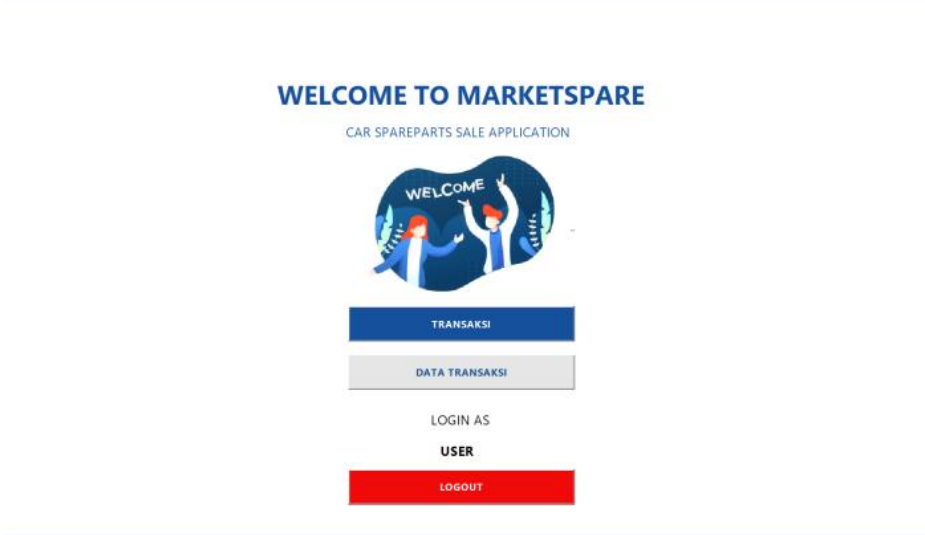 WELCOME TO MARKETSPARE
CAR SPAREPARTS SALE APPLICATION
WELCOME
TRANSAKSI
DATA TRANSAKSI
LOGIN AS
USER
LOGOUT